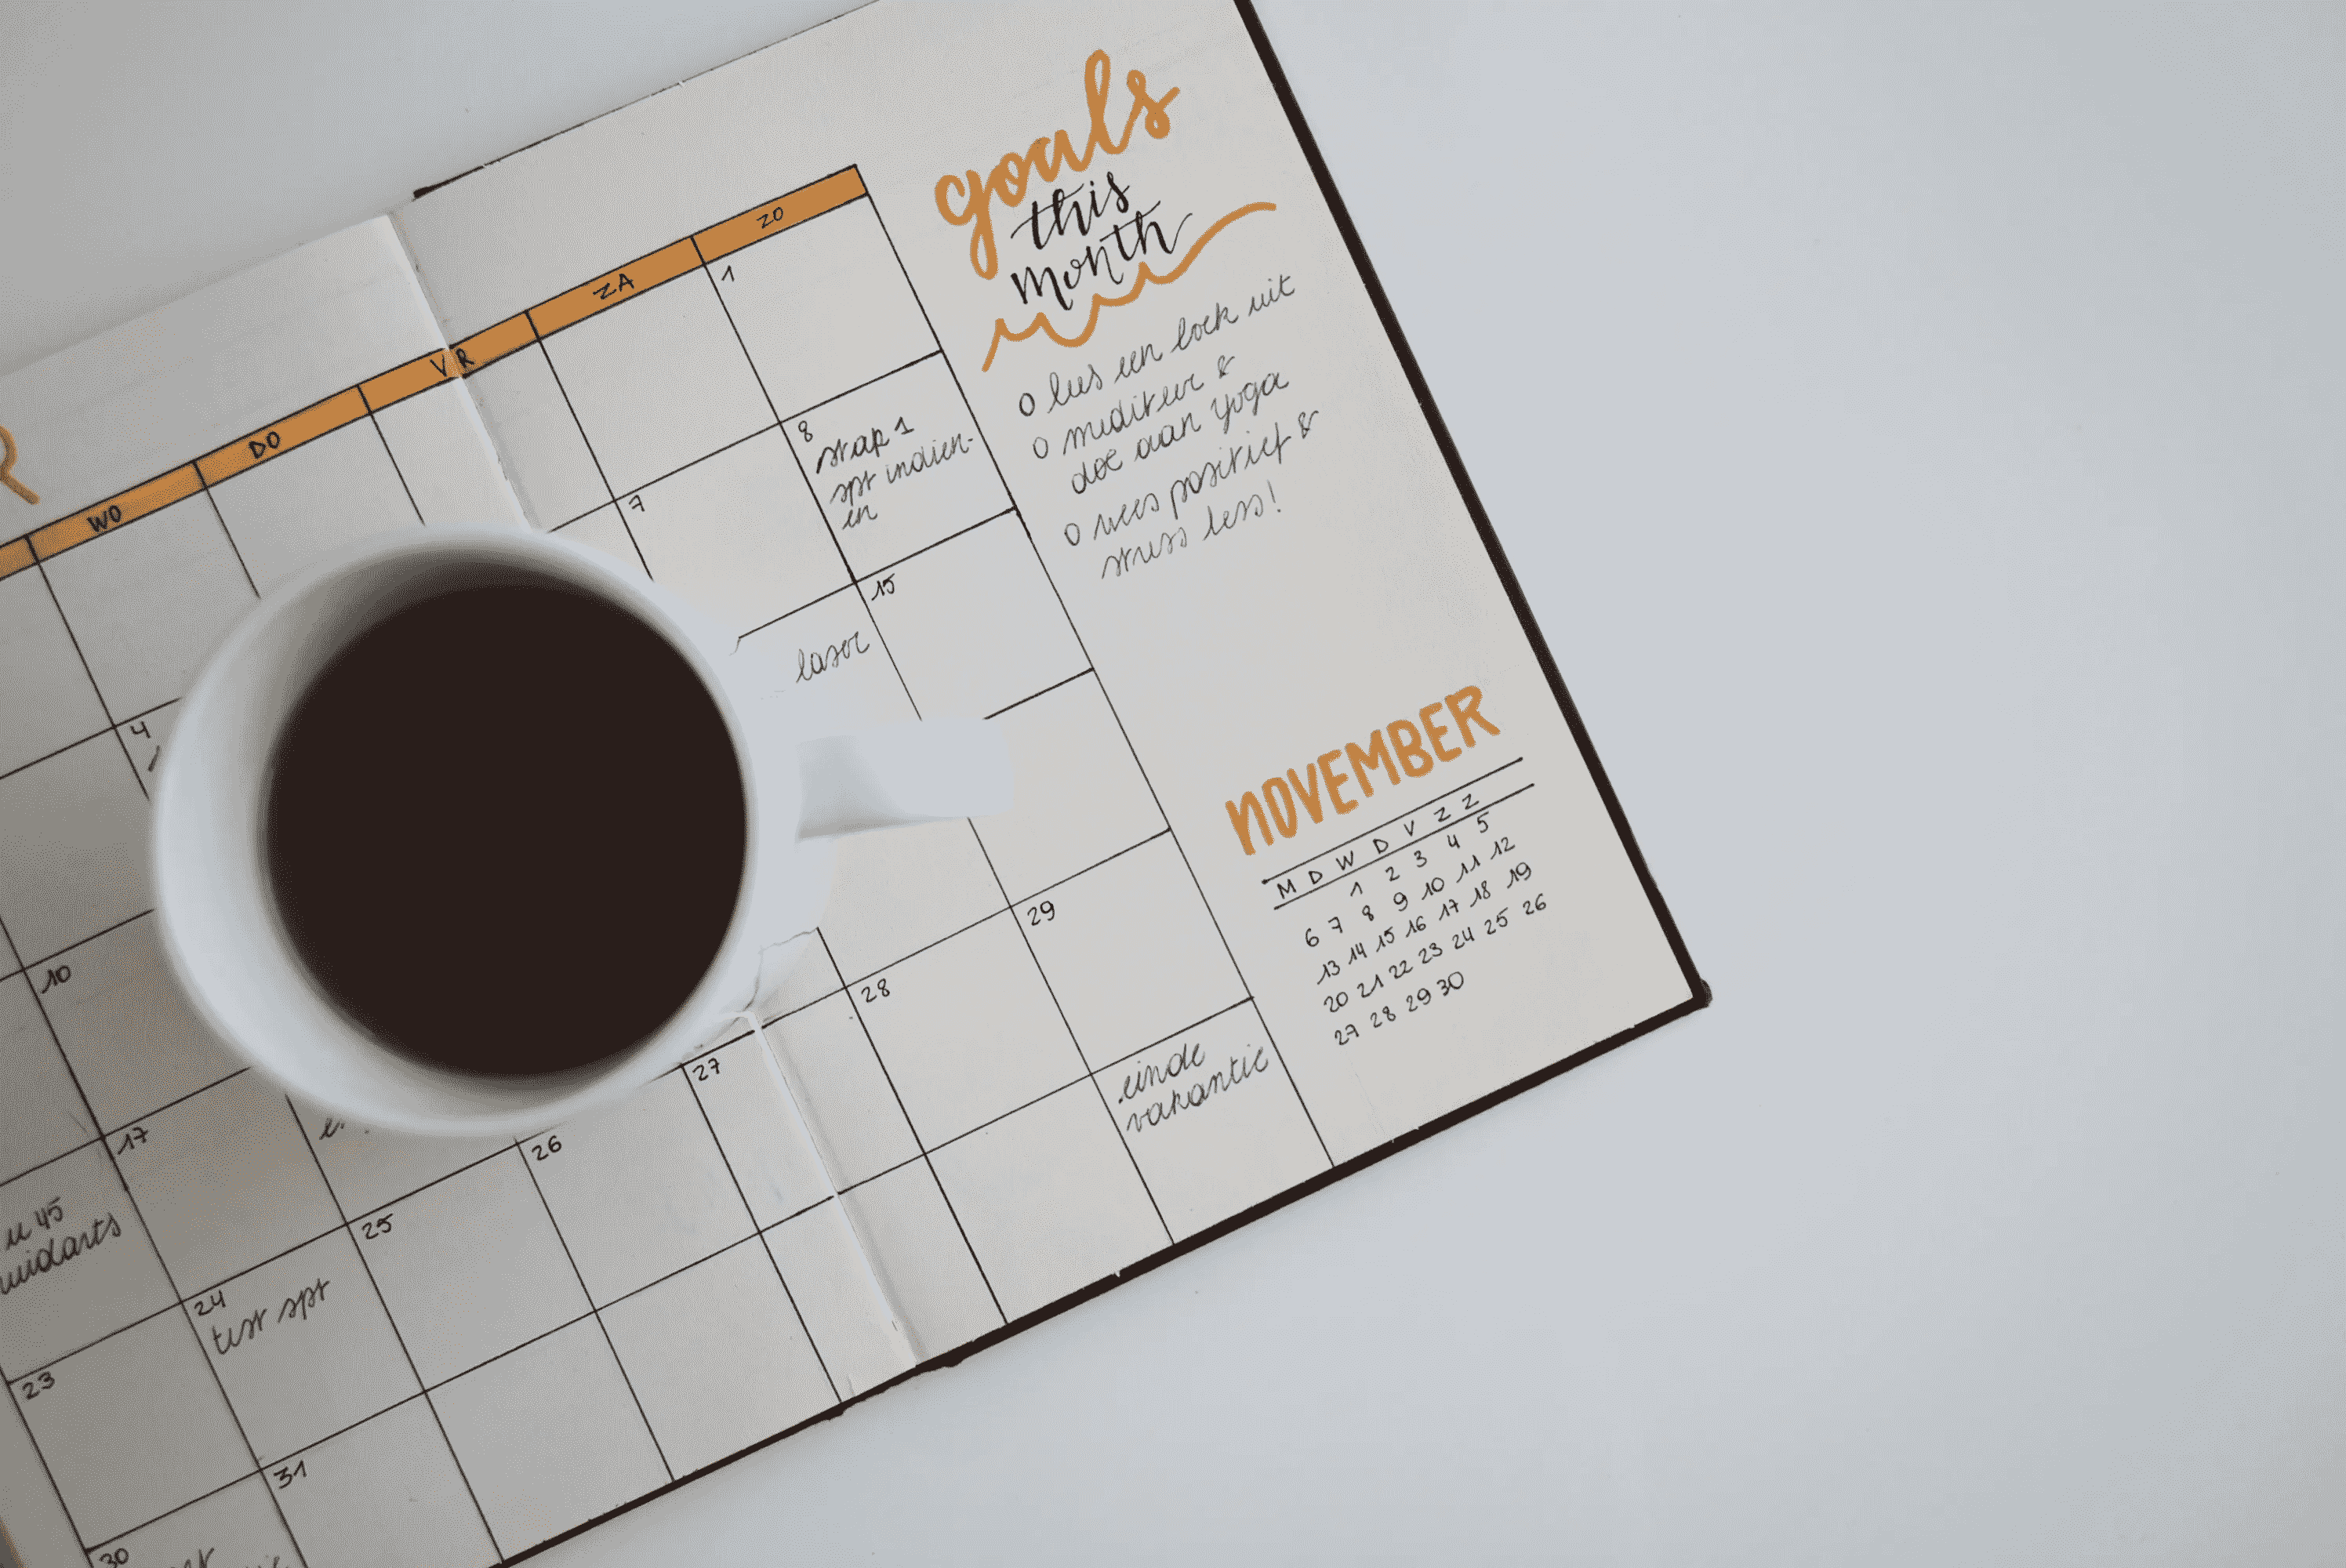 R
WO
DO
VR
ZA
ZO
1
4
7
8
stap 1
spt indien-
en
10
15
laser
17
u 45
24
test spt
25
26
27
28
29
23
30
31
einde
vakantie
goals
this
month
o lees een boek uit
o mediteer &
doe aan yoga
o wees positief &
stress less!
NOVEMBER
M D W D V Z Z
1 2 3 4 5
6 7 8 9 10 11 12
13 14 15 16 17 18 19
20 21 22 23 24 25 26
27 28 29 30